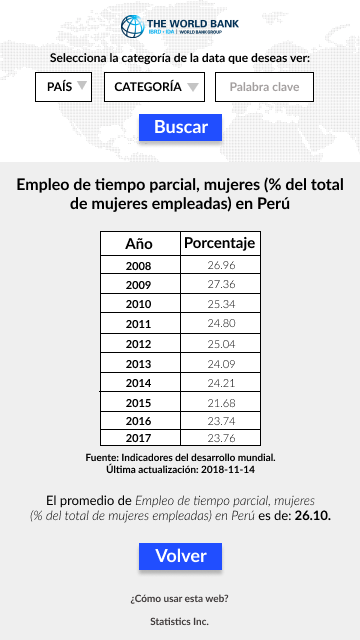 THE WORLD BANK
IBRD • IDA | WORLD BANK GROUP
Selecciona la categoría de la data que deseas ver:
PAÍS CATEGORÍA Palabra clave
Buscar
Empleo de tiempo parcial, mujeres (% del total
de mujeres empleadas) en Perú
Año Porcentaje
2008 26.96
2009 27.36
2010 25.34
2011 24.80
2012 25.04
2013 24.09
2014 24.21
2015 21.68
2016 23.74
2017 23.76
Fuente: Indicadores del desarrollo mundial.
Última actualización: 2018-11-14
El promedio de Empleo de tiempo parcial, mujeres
(% del total de mujeres empleadas) en Perú es de: 26.10.
Volver
¿Cómo usar esta web?
Statistics Inc.